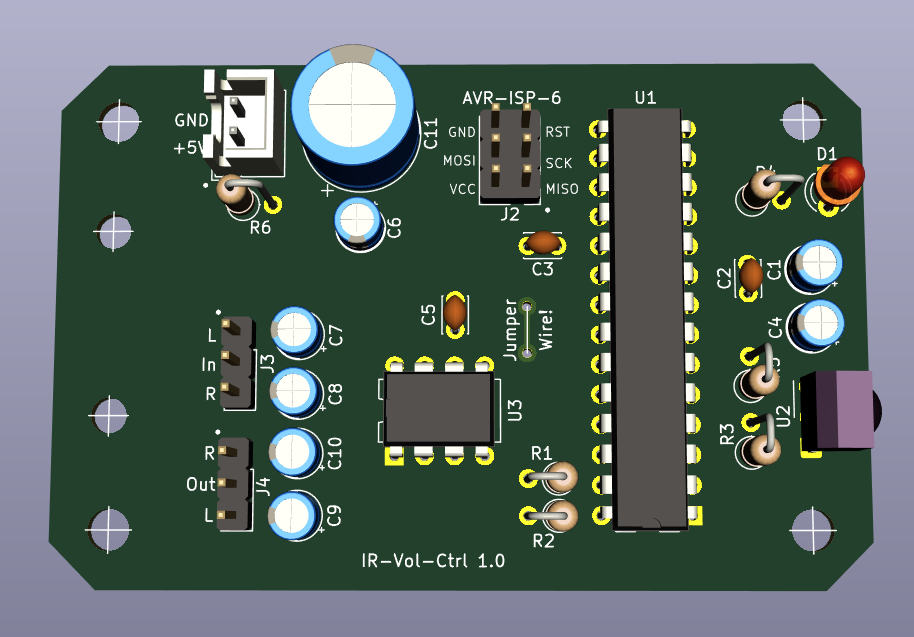 GND
+5V
R6
C11
C6
AVR-ISP-6
GND RST
MOSI SCK
VCC MISO
J2
U1
D1
C3
C2
C1
C4
C5
Jumper
Wire!
L
In
R
J3
C7
C8
R
Out
L
J4
C10
C9
U3
R1
R2
R3
U2
IR-Vol-Ctrl 1.0